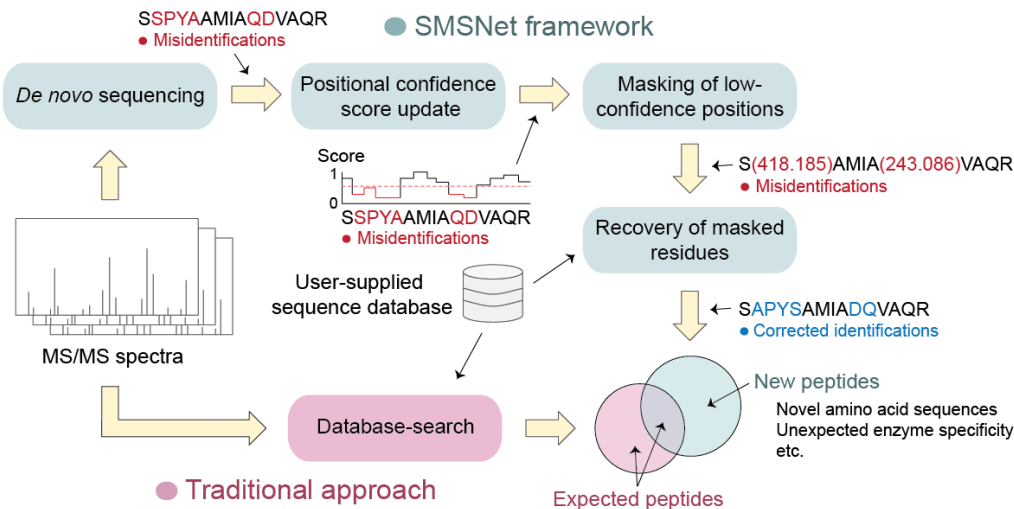 SSPYAAMIAQDVAQR
● Misidentifications
SMSNet framework
De novo sequencing
Positional confidence
score update
Masking of low-
confidence positions
Score
1
0
SSPYAAMIAQDVAQR
● Misidentifications
S(418.185)AMIA(243.086)VAQR
● Misidentifications
Recovery of masked
residues
User-supplied
sequence database
SAPYSAMIADQVAQR
● Corrected identifications
MS/MS spectra
New peptides
Novel amino acid sequences
Unexpected enzyme specificity
etc.
Database-search
Expected peptides
Traditional approach